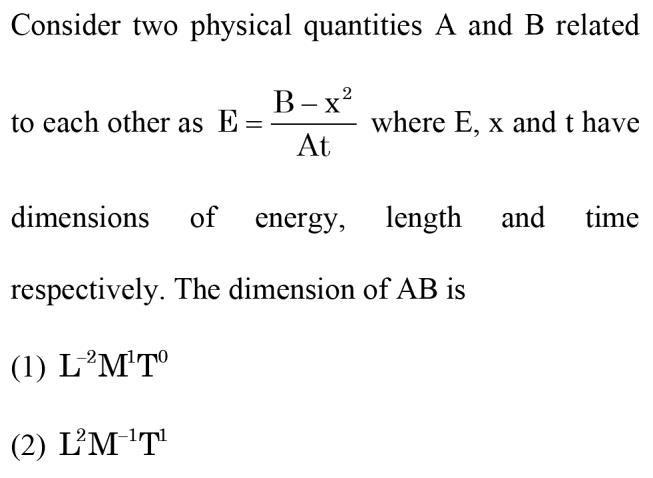 Consider two physical quantities A and B related
to each other as E = (B – x²)/(At) where E, x and t have
dimensions of energy, length and time
respectively. The dimension of AB is
(1) L⁻²M¹T⁰
(2) L²M⁻¹T¹